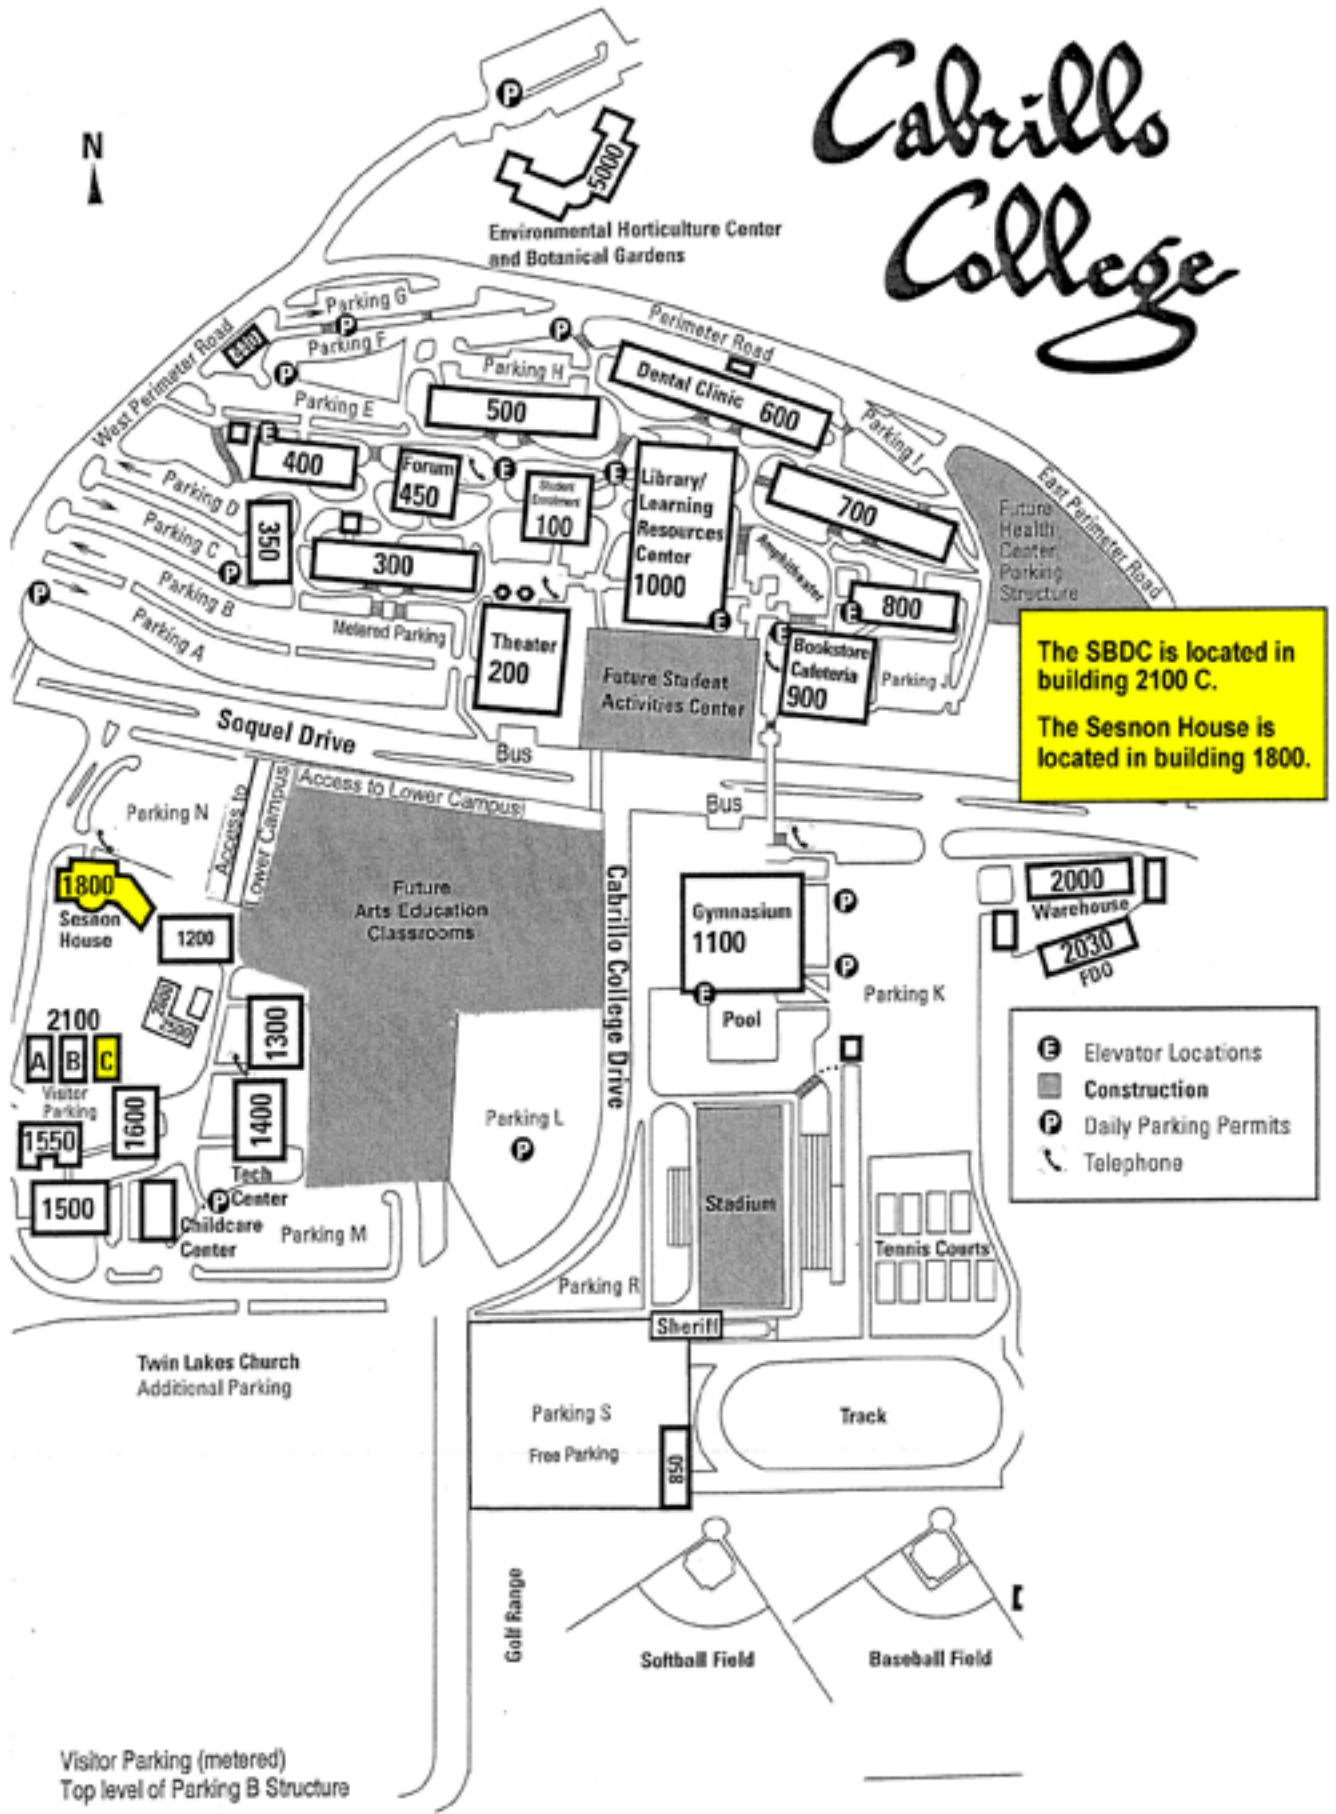 Cabrillo
College
N
5000
Environmental Horticulture Center
and Botanical Gardens
Parking G
Parking F
Parking E
Parking H
Perimeter Road
West Perimeter Road
Dental Clinic 600
500
Parking I
400
Forum
450
Student
Enrollment
100
Library/
Learning
Resources
Center
1000
700
Future
Health
Center
Parking
Structure
East Perimeter Road
Parking D
Parking C
Parking B
Parking A
350
300
Metered Parking
Amphitheater
800
Theater
200
Future Student
Activities Center
Bookstore
Cafeteria
900
Parking J
The SBDC is located in
building 2100 C.
The Sesnon House is
located in building 1800.
Soquel Drive
Bus
Bus
Access to Lower Campus
Access to
Lower Campus
Parking N
1800
Sesnon
House
1200
Future
Arts Education
Classrooms
Cabrillo College Drive
Gymnasium
1100
Pool
Parking K
2000
Warehouse
2030
FDO
2100
A
B
C
Visitor
Parking
1550
1500
1600
1300
1400
Tech
Center
Childcare
Center
Parking M
Parking L
P
Parking R
Stadium
Sheriff
Tennis Courts
E Elevator Locations
Construction
P Daily Parking Permits
Telephone
Twin Lakes Church
Additional Parking
Parking S
Free Parking
850
Track
Golf Range
Softball Field
Baseball Field
Visitor Parking (metered)
Top level of Parking B Structure